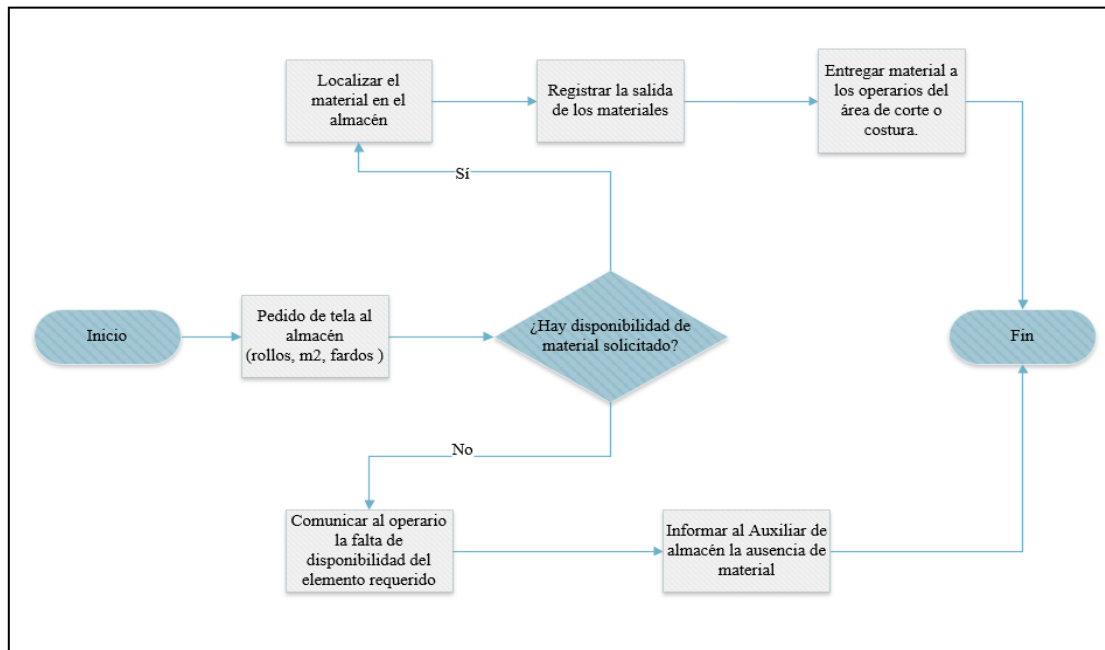 Localizar el
material en el
almacén
Registrar la salida
de los materiales
Entregar material a
los operarios del
área de corte o
costura.
Sí
Inicio
Pedido de tela al
almacén
(rollos, m2, fardos )
¿Hay disponibilidad de
material solicitado?
Fin
No
Comunicar al operario
la falta de
disponibilidad del
elemento requerido
Informar al Auxiliar de
almacén la ausencia de
material